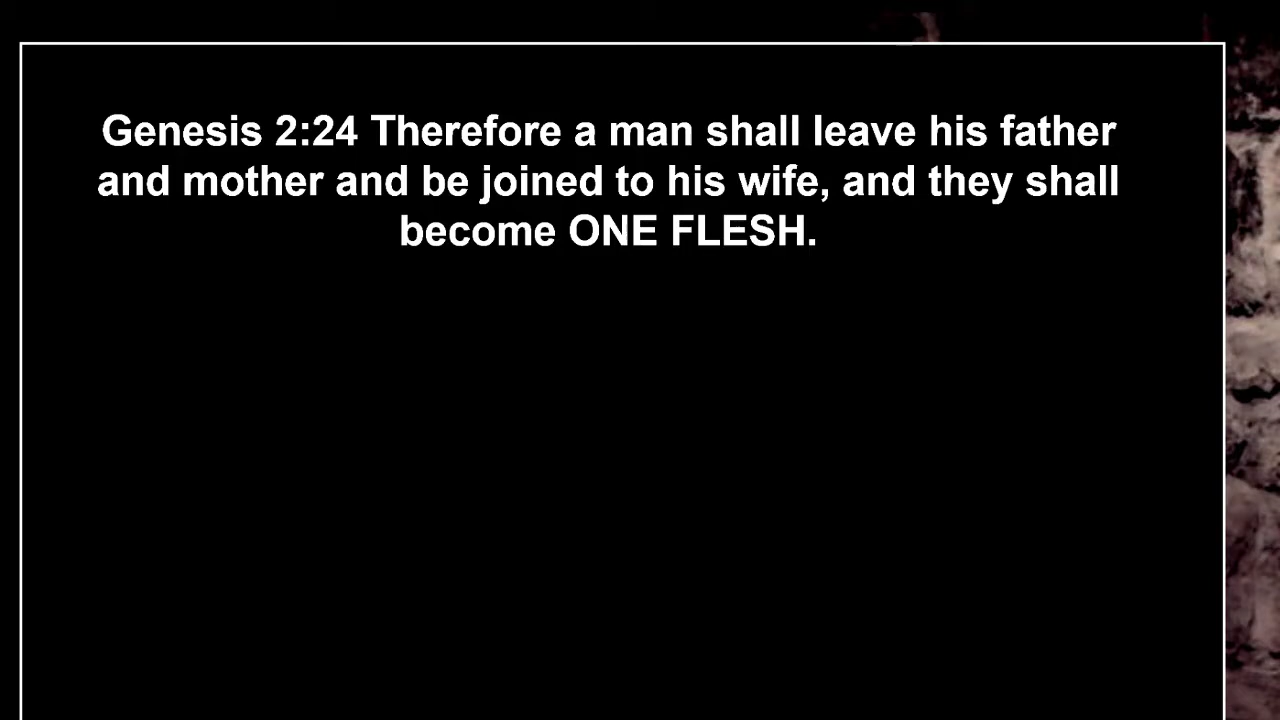 Genesis 2:24 Therefore a man shall leave his father
and mother and be joined to his wife, and they shall
become ONE FLESH.